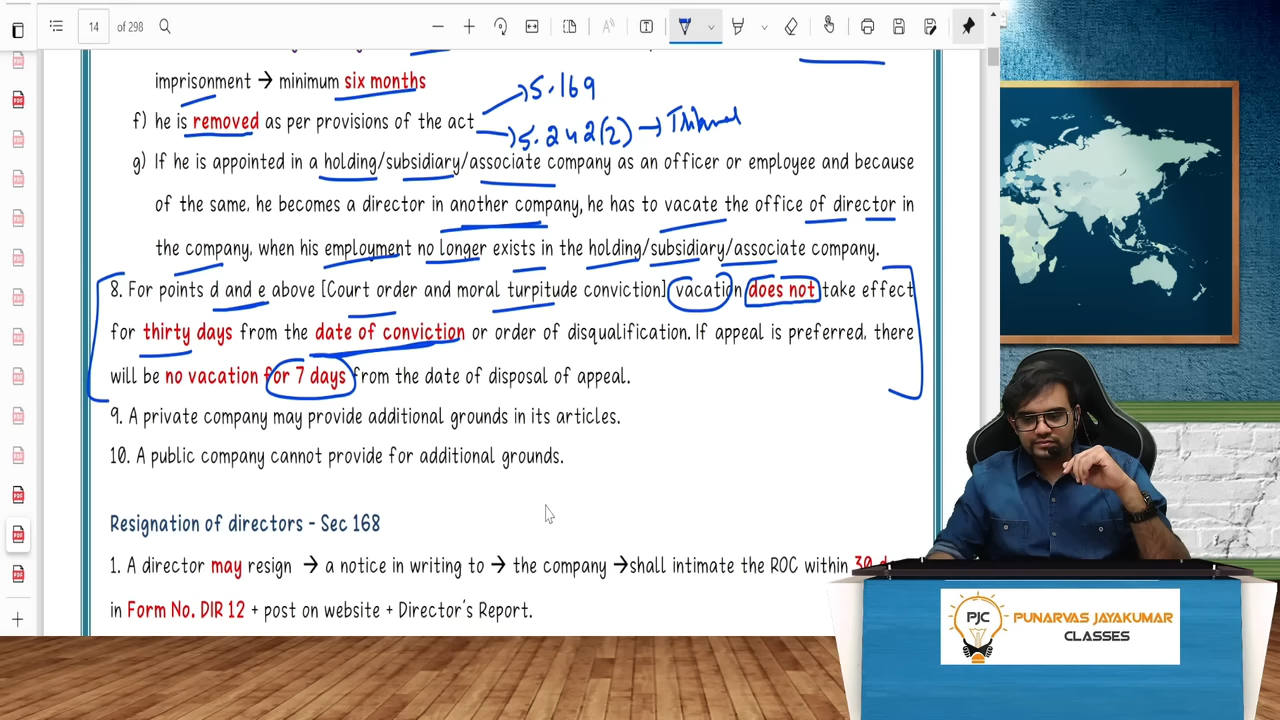 14 of 298
imprisonment → minimum six months
f) he is removed as per provisions of the act
S.169
S.242(2) → Tribunal
g) If he is appointed in a holding/subsidiary/associate company as an officer or employee and because
of the same, he becomes a director in another company, he has to vacate the office of director in
the company, when his employment no longer exists in the holding/subsidiary/associate company.
8. For points d and e above [Court order and moral turpitude conviction] vacation does not take effect
for thirty days from the date of conviction or order of disqualification. If appeal is preferred, there
will be no vacation for 7 days from the date of disposal of appeal.
9. A private company may provide additional grounds in its articles.
10. A public company cannot provide for additional grounds.
Resignation of directors - Sec 168
1. A director may resign → a notice in writing to → the company →shall intimate the ROC within 30
in Form No. DIR 12 + post on website + Director's Report.
PJC
PUNARVAS JAYAKUMAR
CLASSES